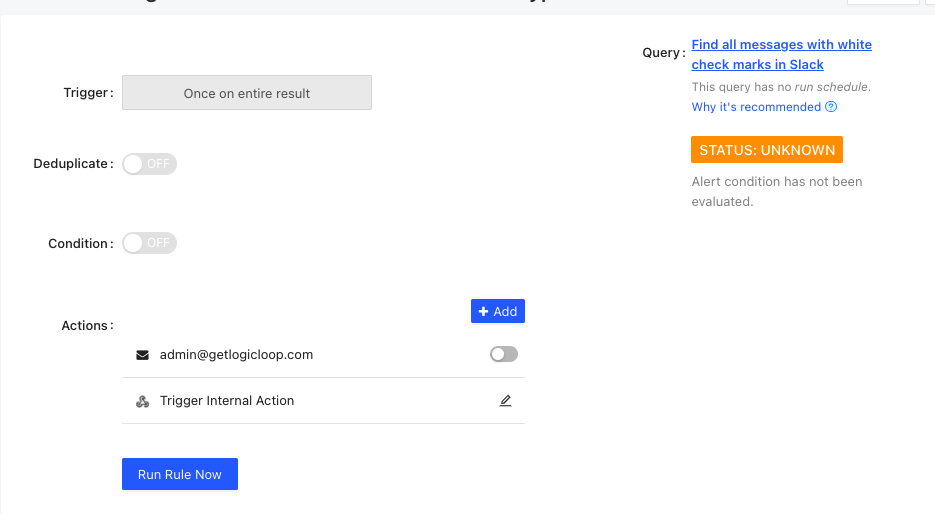 Query :
Find all messages with white
check marks in Slack
This query has no run schedule.
Why it's recommended
STATUS: UNKNOWN
Alert condition has not been
evaluated.
Trigger :
Once on entire result
Deduplicate :
OFF
Condition :
OFF
Actions :
+ Add
admin@getlogicloop.com
Trigger Internal Action
Run Rule Now